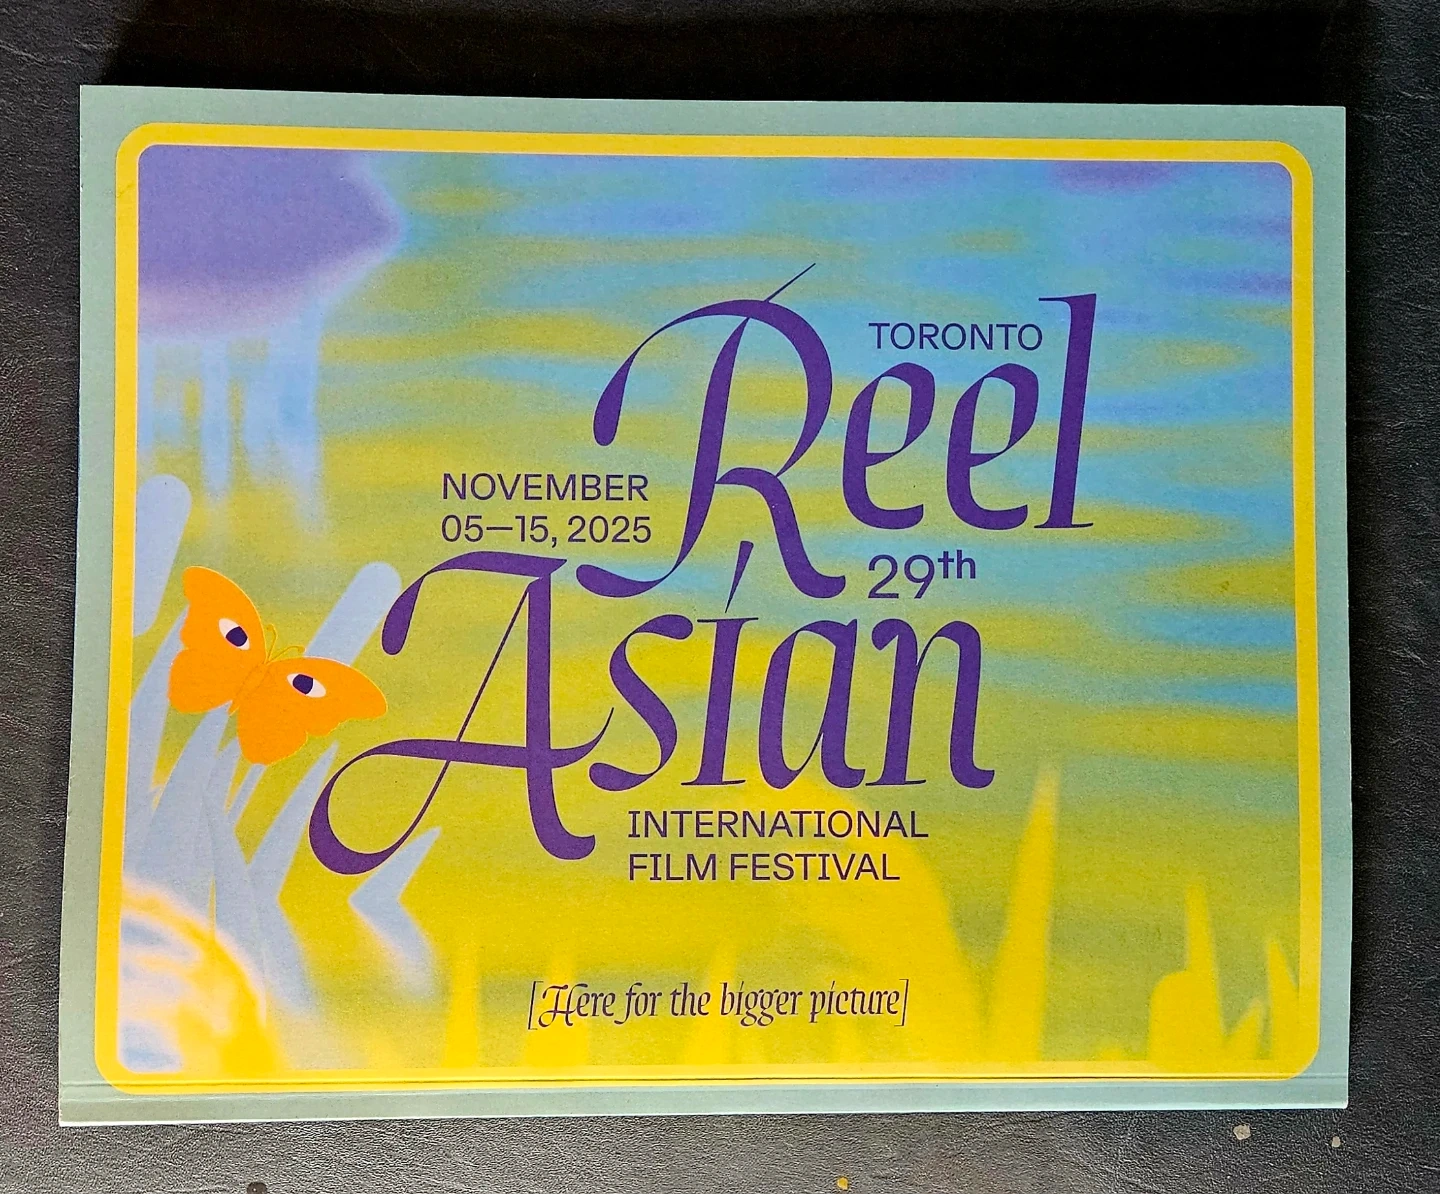 TORONTO
Reel
NOVEMBER
05—15, 2025
29th
Asian
INTERNATIONAL
FILM FESTIVAL
[Here for the bigger picture]